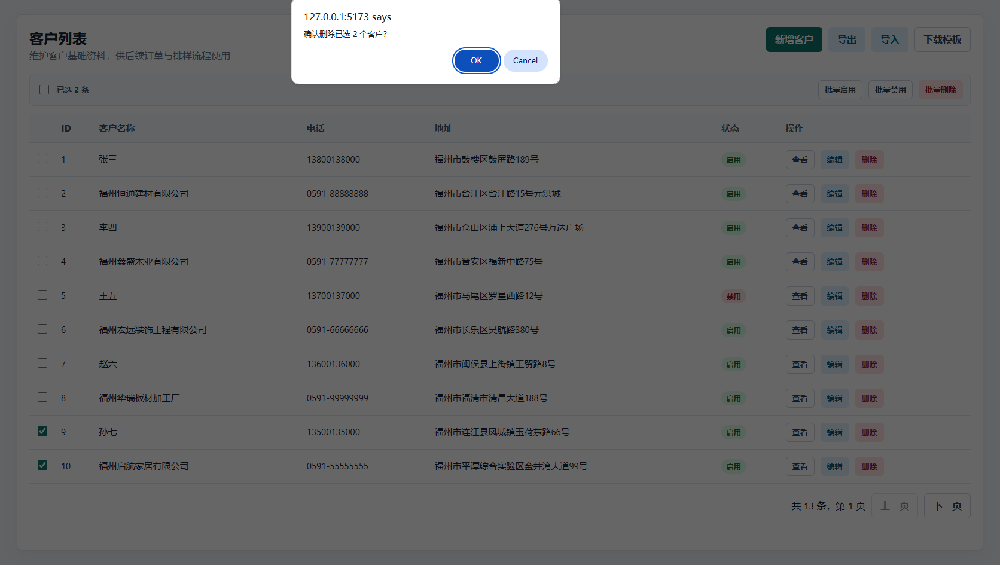 127.0.0.1:5173 says
确认删除已选 2 个客户?
OK
Cancel
客户列表
维护客户基础资料，供后续订单与排样流程使用
新增客户 导出 导入 下载模板
已选 2 条 批量启用 批量禁用 批量删除
ID 客户名称 电话 地址 状态 操作
1 张三 13800138000 福州市鼓楼区鼓屏路189号 启用 查看 编辑 删除
2 福州恒通建材有限公司 0591-88888888 福州市台江区台江路15号元洪城 启用 查看 编辑 删除
3 李四 13900139000 福州市仓山区浦上大道276号万达广场 启用 查看 编辑 删除
4 福州鑫盛木业有限公司 0591-77777777 福州市晋安区福新中路75号 启用 查看 编辑 删除
5 王五 13700137000 福州市马尾区罗星西路12号 禁用 查看 编辑 删除
6 福州宏远装饰工程有限公司 0591-66666666 福州市长乐区吴航路380号 启用 查看 编辑 删除
7 赵六 13600136000 福州市闽侯县上街镇工贸路8号 启用 查看 编辑 删除
8 福州华瑞板材加工厂 0591-99999999 福州市福清市清昌大道188号 启用 查看 编辑 删除
9 孙七 13500135000 福州市连江县凤城镇玉荷东路66号 启用 查看 编辑 删除
10 福州启航家居有限公司 0591-55555555 福州市平潭综合实验区金井湾大道99号 启用 查看 编辑 删除
共 13 条，第 1 页 上一页 下一页